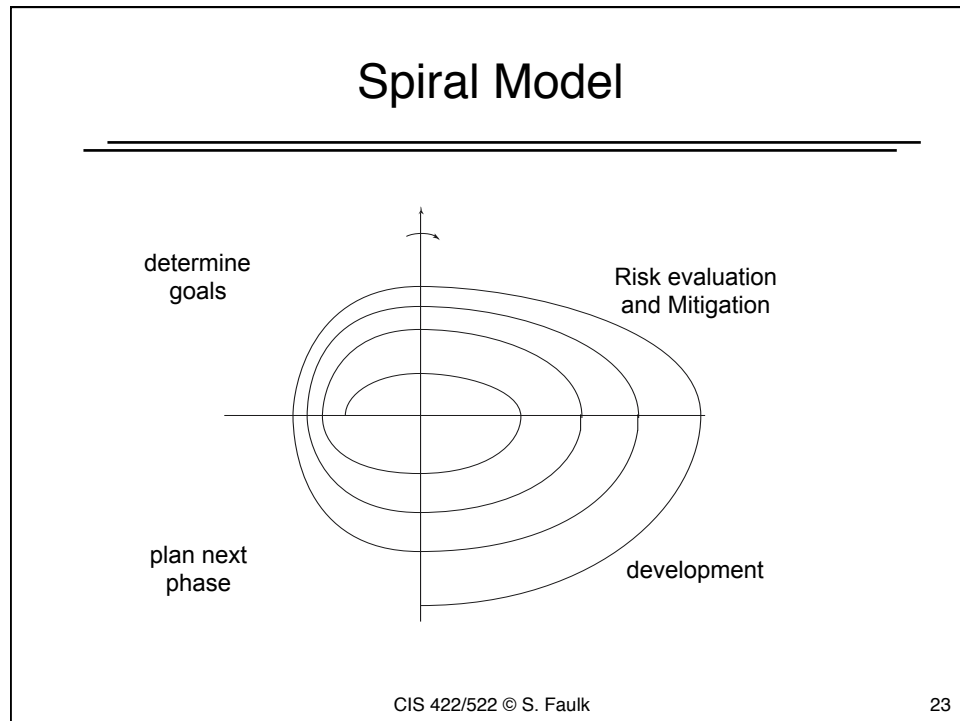 Spiral Model
determine
goals
Risk evaluation
and Mitigation
plan next
phase
development
CIS 422/522 © S. Faulk
23